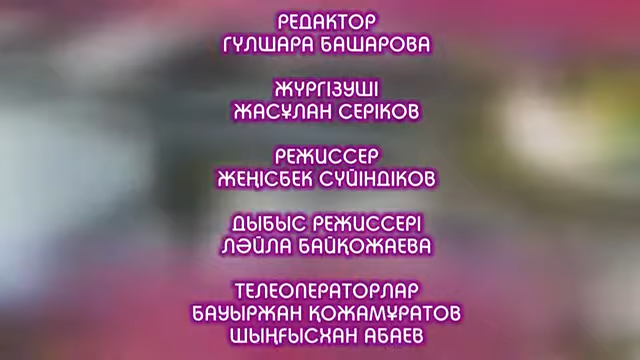 РЕДАКТОР
ГҮЛШАРА БАШАРОВА
ЖҮРГІЗУШІ
ЖАСҰЛАН СЕРІКОВ
РЕЖИССЕР
ЖЕҢІСБЕК СҮЙІНДІКОВ
ДЫБЫС РЕЖИССЕРІ
ЛӘЙЛА БАЙҚОЖАЕВА
ТЕЛЕОПЕРАТОРЛАР
БАУЫРЖАН ҚОЖАМҰРАТОВ
ШЫҢҒЫСХАН АБАЕВ